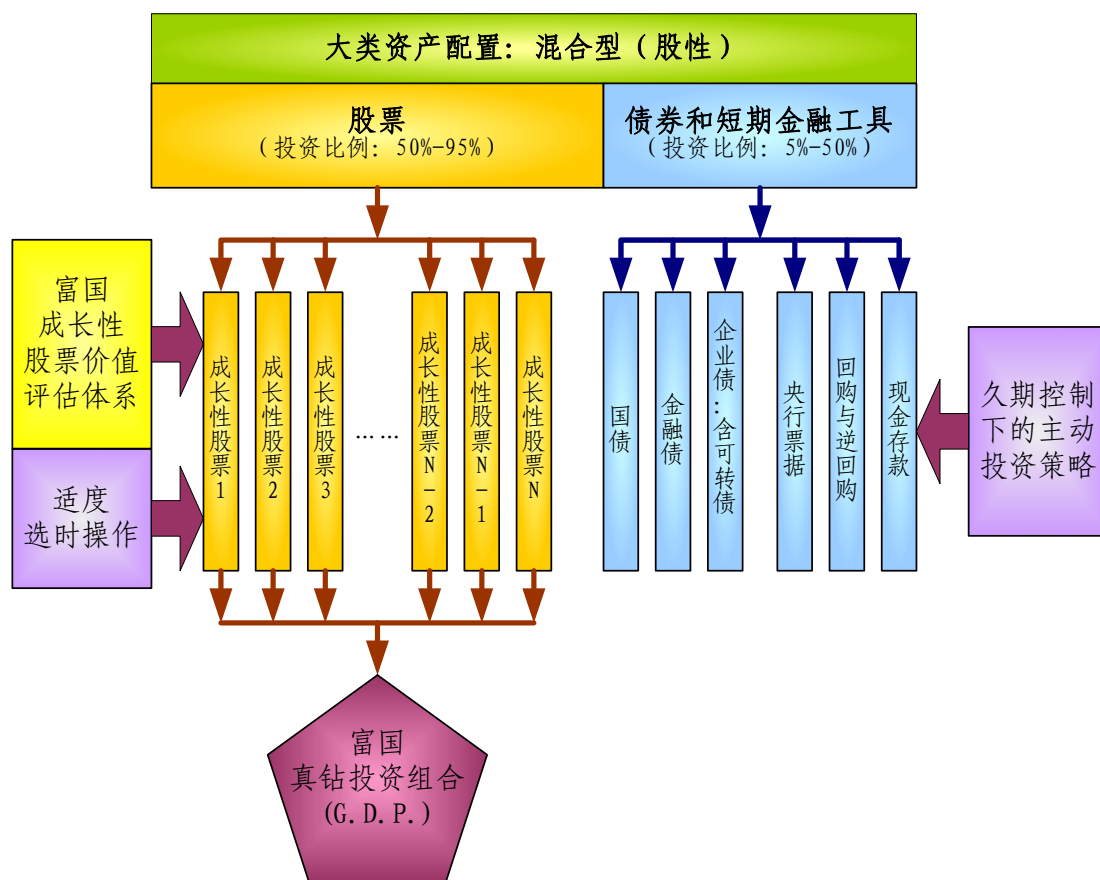 大类资产配置：混合型（股性）
股票
（投资比例：50%-95%）
债券和短期金融工具
（投资比例：5%-50%）
富国
成长性
股票价值
评估体系
适度
选时操作
成长性股票1
成长性股票2
成长性股票3
……
成长性股票N-2
成长性股票N-1
成长性股票N
国债
金融债
企业债：含可转债
央行票据
回购与逆回购
现金存款
久期控制
下的主动
投资策略
富国
真钻投资组合
(G.D.P.)